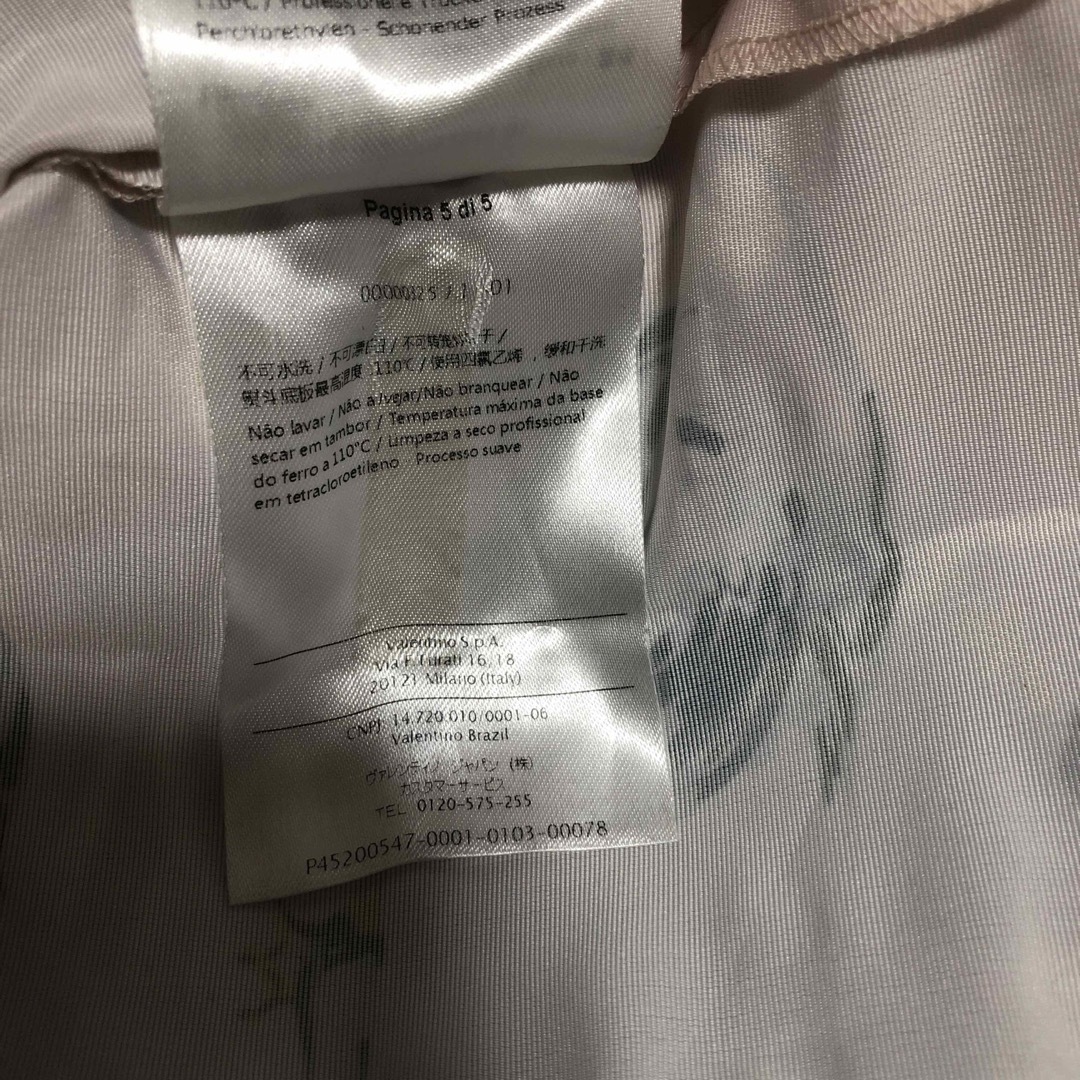 110°C / Professionelle
Perchlorethylen - Schonender Prozess
Pagina 5 di 5
不可水洗 / 不可漂白 / 不可转笼烘干 /
熨斗底板最高温度 110℃ / 使用四氯乙烯，缓和干洗
Não lavar / Não alvejar/Não branquear / Não
secar em tambor / Temperatura máxima da base
do ferro a 110°C / Limpeza a seco profissional
em tetracloroetileno - Processo suave
Valentino S.p.A.
Via F. Turati 16/18
20121 Milano (Italy)
CNPJ 14.720.010/0001-06
Valentino Brazil
ヴァレンティノ ジャパン (株)
カスタマーサービス
TEL 0120-575-255
P45200547-0001-0103-00078